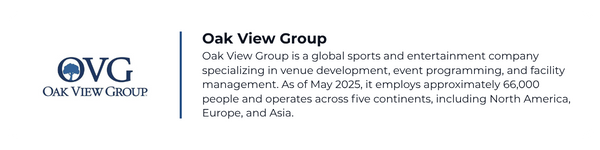 OVG
OAK VIEW GROUP
Oak View Group
Oak View Group is a global sports and entertainment company
specializing in venue development, event programming, and facility
management. As of May 2025, it employs approximately 66,000
people and operates across five continents, including North America,
Europe, and Asia.